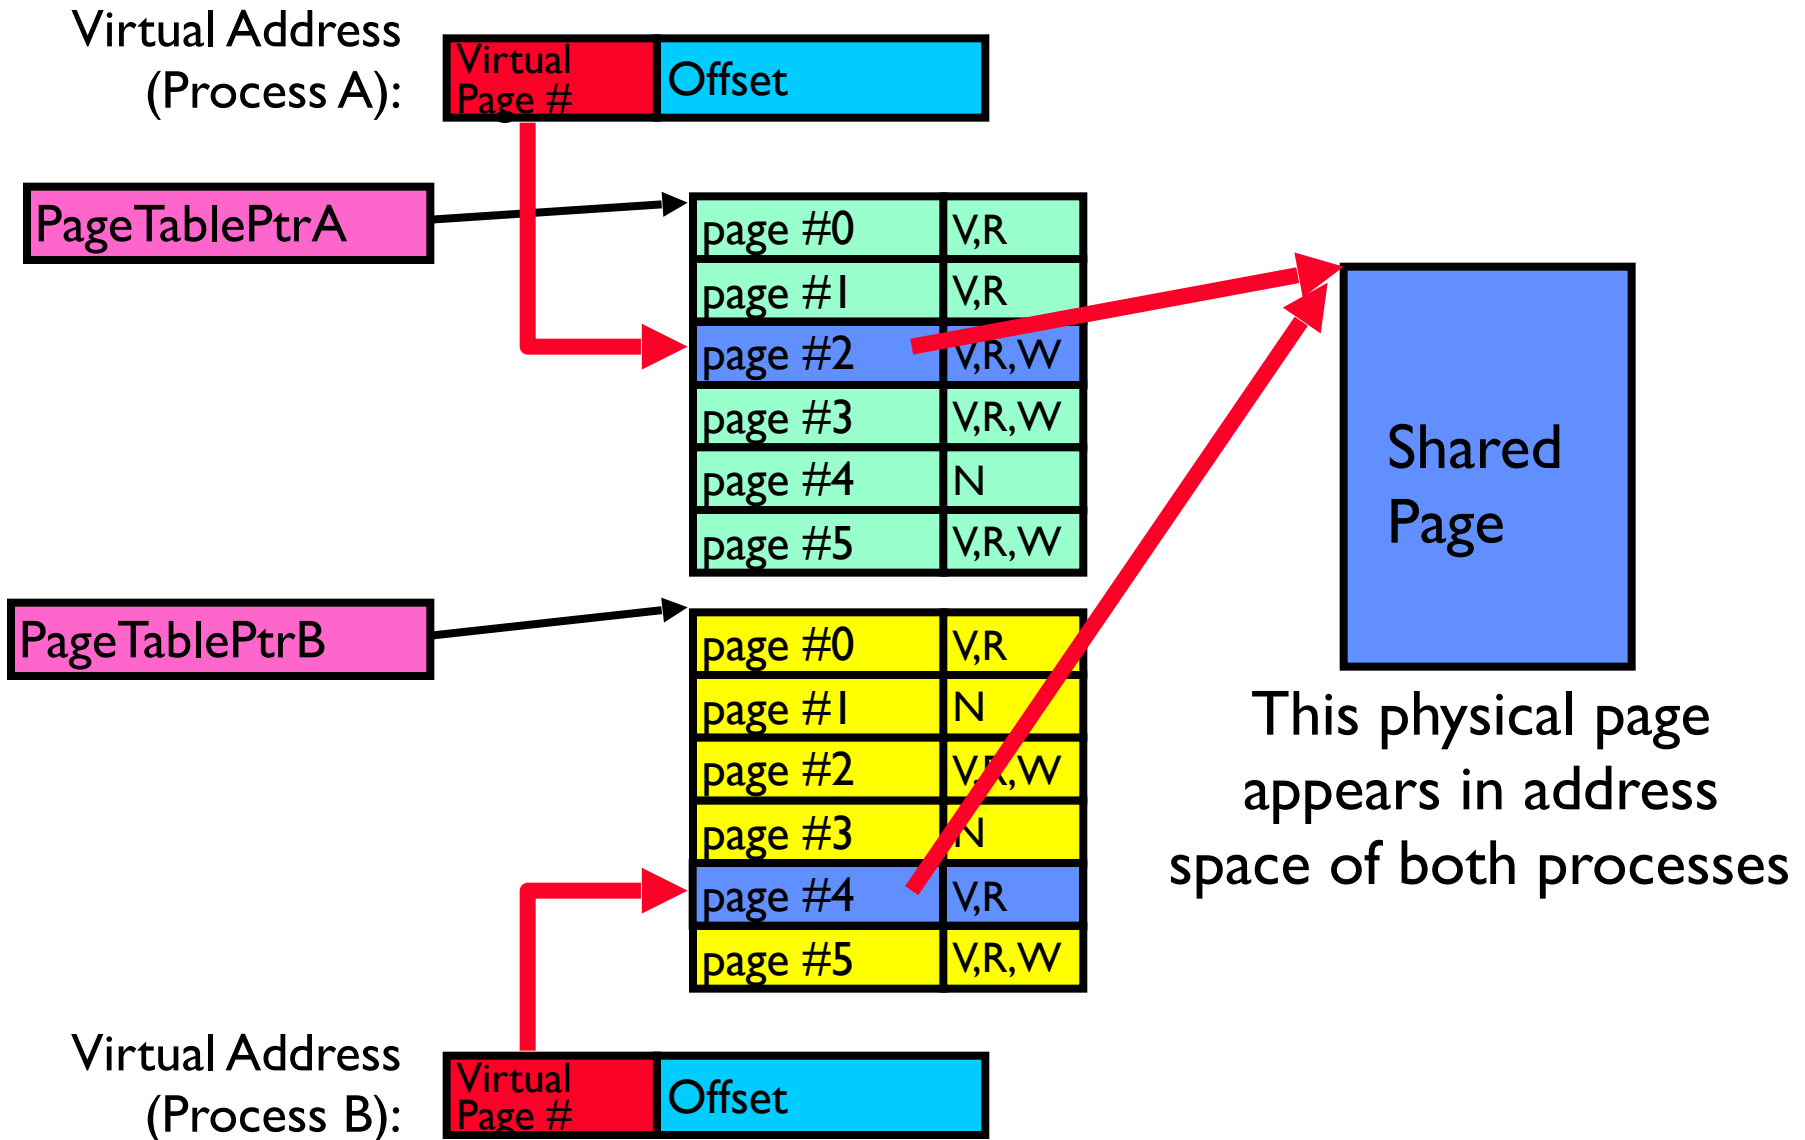 Virtual Address
(Process A):
Virtual
Page #
Offset
PageTablePtrA
page #0 V,R
page #1 V,R
page #2 V,R,W
page #3 V,R,W
page #4 N
page #5 V,R,W
Shared
Page
PageTablePtrB
page #0 V,R
page #1 N
page #2 V,R,W
page #3 N
page #4 V,R
page #5 V,R,W
This physical page
appears in address
space of both processes
Virtual Address
(Process B):
Virtual
Page #
Offset